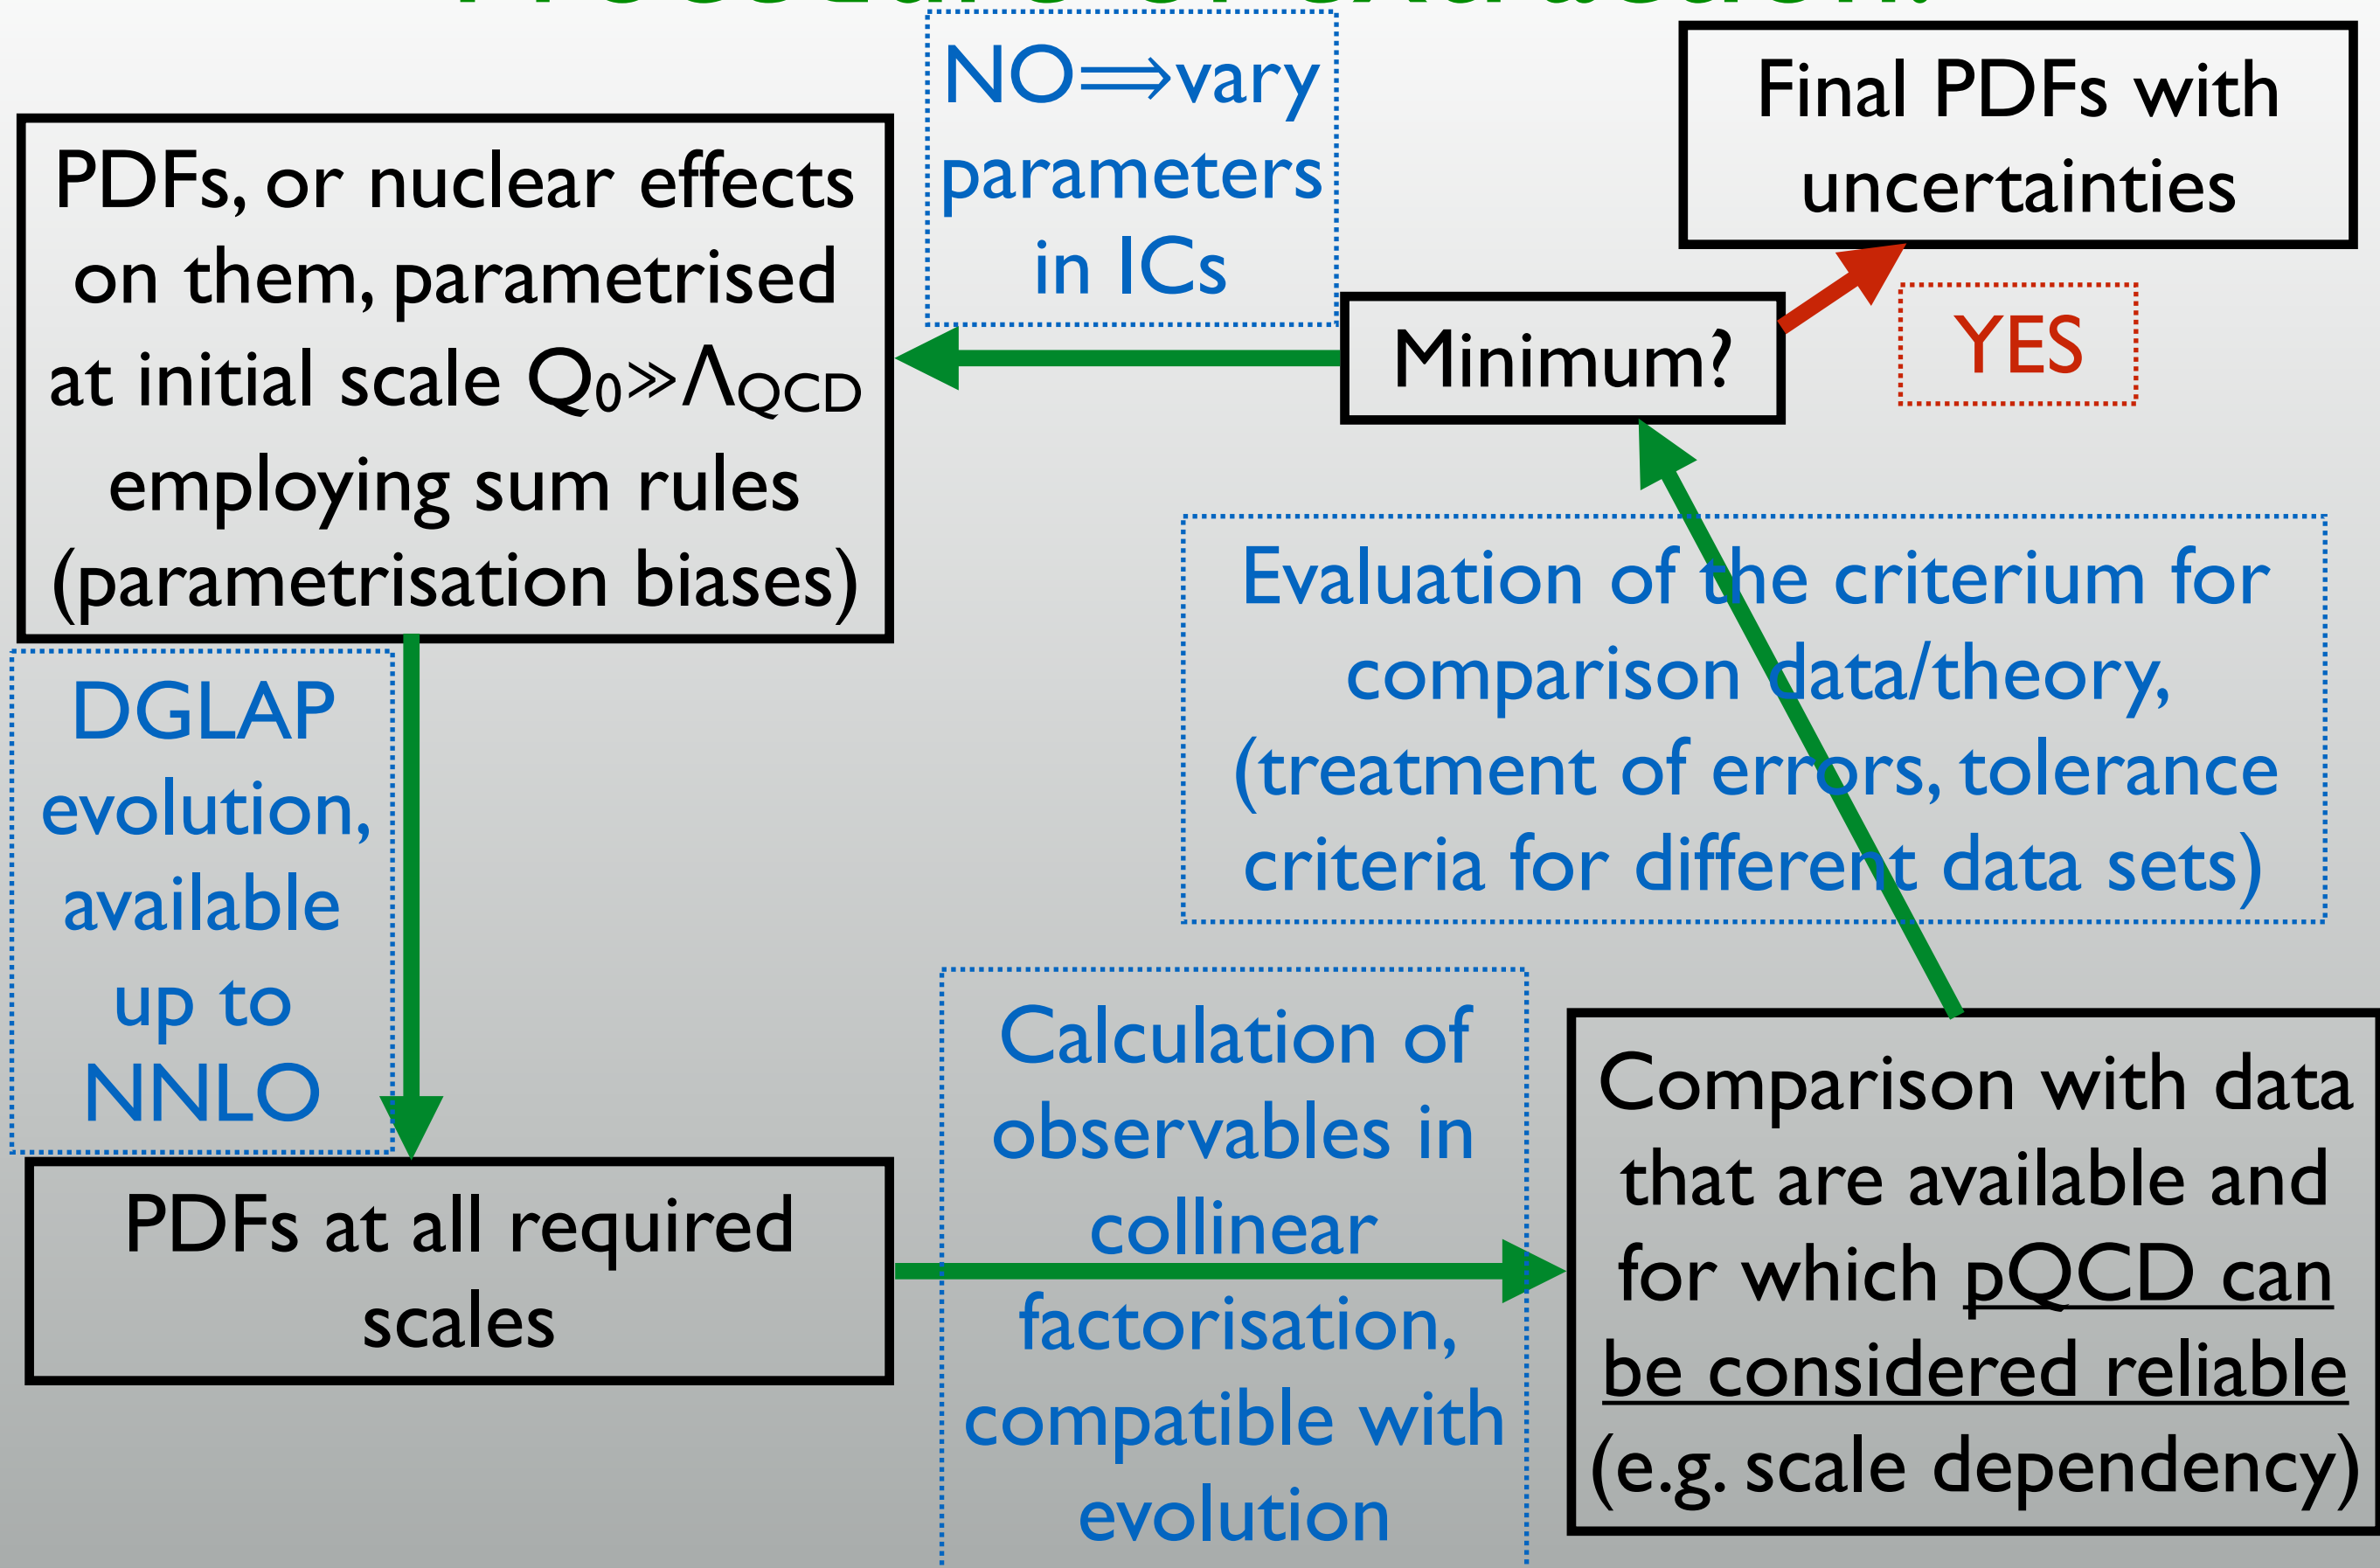 NO⟹vary
parameters
in ICs
Final PDFs with
uncertainties
PDFs, or nuclear effects
on them, parametrised
at initial scale Q₀≫Λ_QCD
employing sum rules
(parametrisation biases)
Minimum?
YES
Evaluation of the criterium for
comparison data/theory,
(treatment of errors, tolerance
criteria for different data sets)
DGLAP
evolution,
available
up to
NNLO
PDFs at all required
scales
Calculation of
observables in
collinear
factorisation,
compatible with
evolution
Comparison with data
that are available and
for which pQCD can
be considered reliable
(e.g. scale dependency)